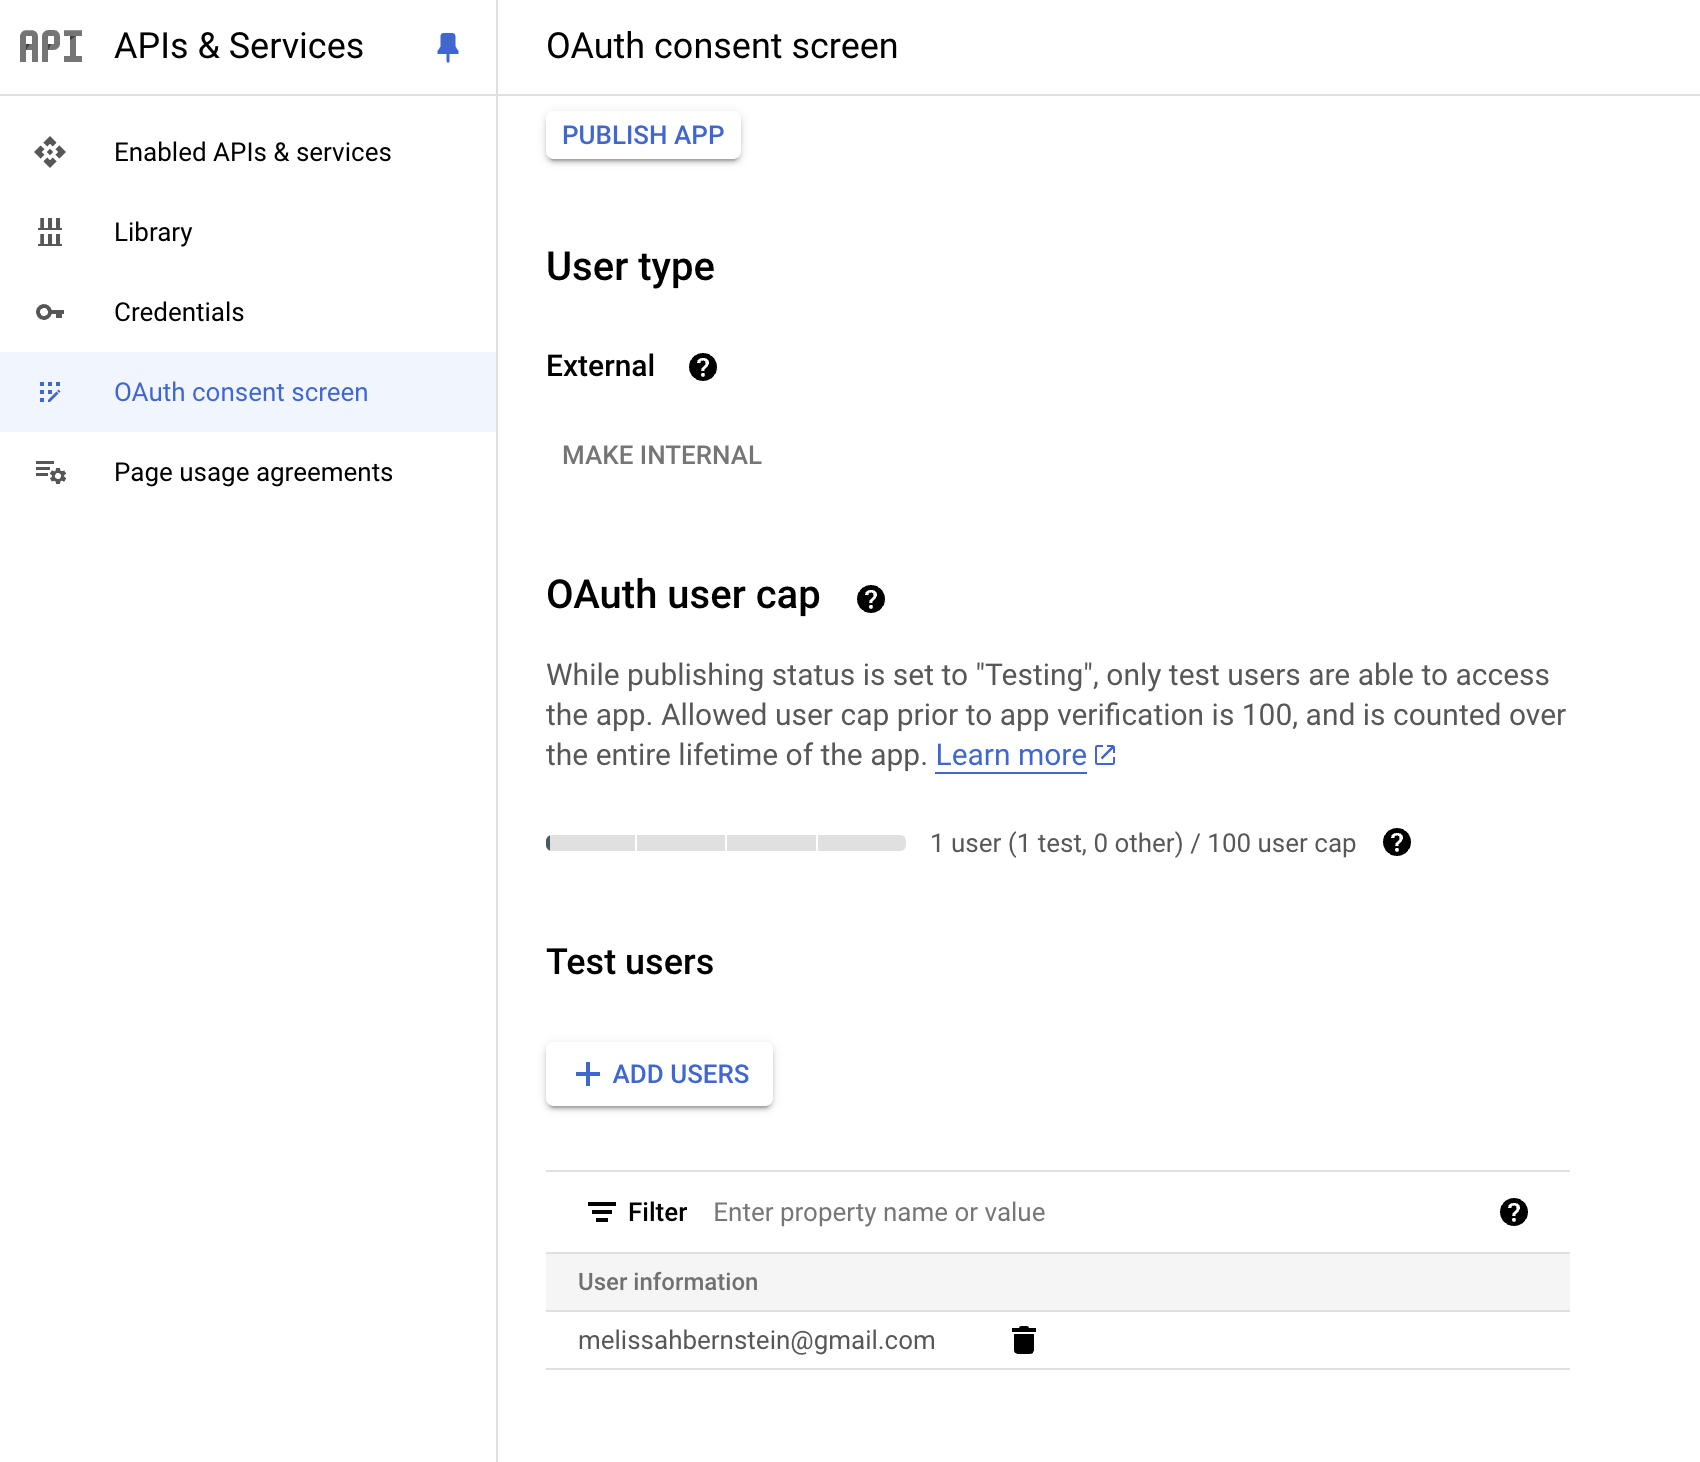 API APIs & Services
Enabled APIs & services
Library
Credentials
OAuth consent screen
Page usage agreements
OAuth consent screen
PUBLISH APP
User type
External
MAKE INTERNAL
OAuth user cap
While publishing status is set to "Testing", only test users are able to access
the app. Allowed user cap prior to app verification is 100, and is counted over
the entire lifetime of the app. Learn more
1 user (1 test, 0 other) / 100 user cap
Test users
+ ADD USERS
Filter Enter property name or value
User information
melissahbernstein@gmail.com